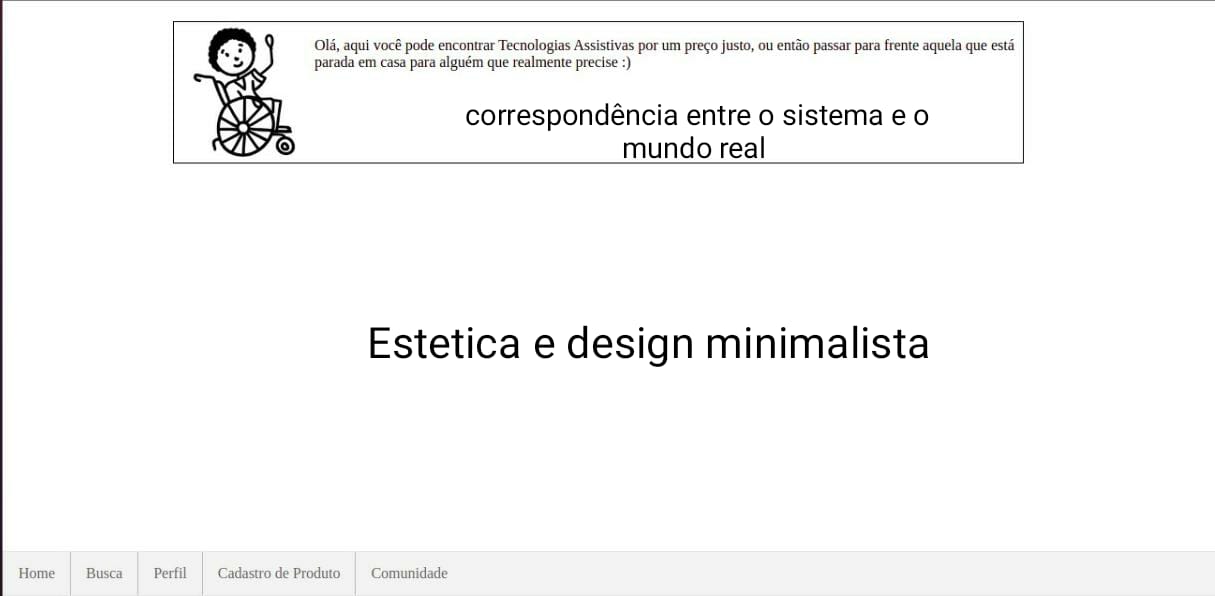 Olá, aqui você pode encontrar Tecnologias Assistivas por um preço justo, ou então passar para frente aquela que está
parada em casa para alguém que realmente precise :)
correspondência entre o sistema e o
mundo real
Estetica e design minimalista
Home Busca Perfil Cadastro de Produto Comunidade